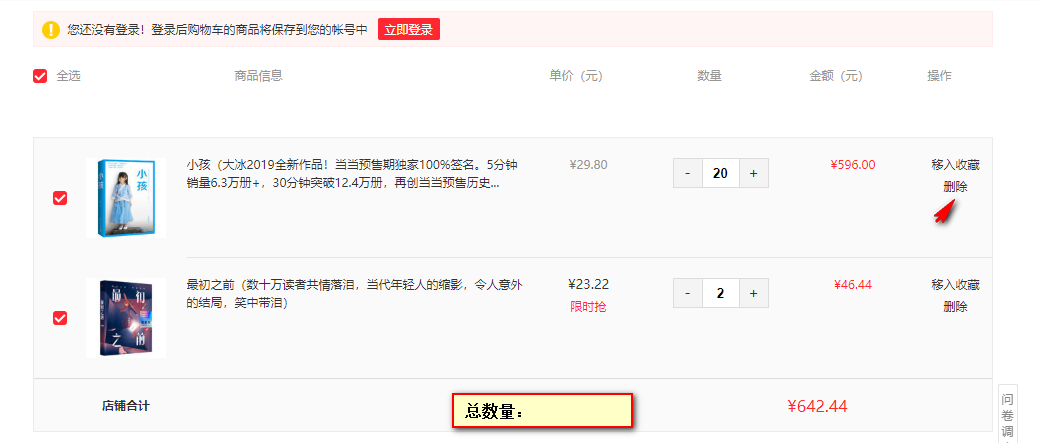 您还没有登录！登录后购物车的商品将保存到您的帐号中 立即登录
全选 商品信息 单价（元） 数量 金额（元） 操作
小孩（大冰2019全新作品！当当预售期独家100%签名。5分钟 ¥29.80 - 20 + ¥596.00 移入收藏
销量6.3万册+，30分钟突破12.4万册，再创当当预售历史... 删除
小孩
最初之前（数十万读者共情落泪，当代年轻人的缩影，令人意外 ¥23.22 - 2 + ¥46.44 移入收藏
的结局，笑中带泪） 限时抢 删除
最初之前
店铺合计 总数量： ¥642.44
问
卷
调